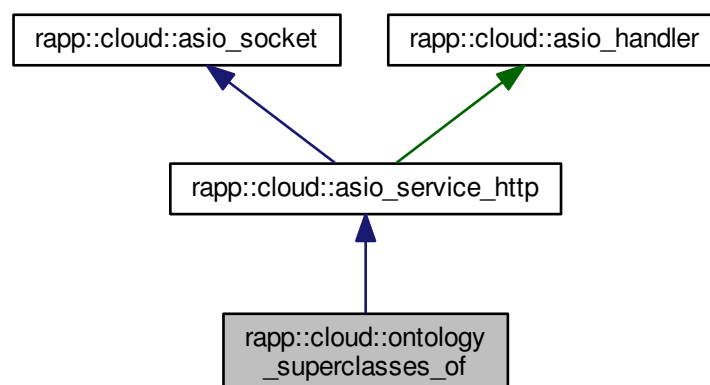 rapp::cloud::asio_socket
rapp::cloud::asio_handler
rapp::cloud::asio_service_http
rapp::cloud::ontology
_superclasses_of